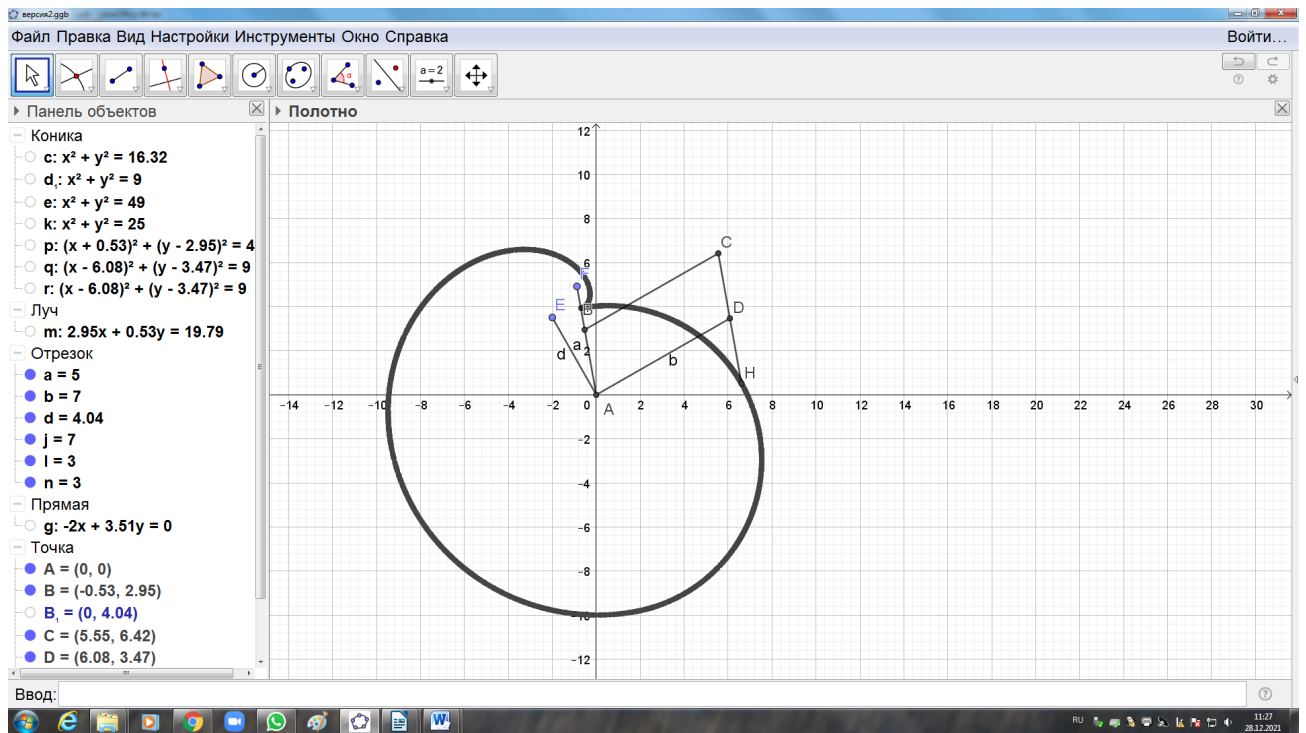 версия2.ggb
Файл Правка Вид Настройки Инструменты Окно Справка
Войти…
a=2
Панель объектов
Полотно
Коника
c: x² + y² = 16.32
d₁: x² + y² = 9
e: x² + y² = 49
k: x² + y² = 25
p: (x + 0.53)² + (y - 2.95)² = 4
q: (x - 6.08)² + (y - 3.47)² = 9
r: (x - 6.08)² + (y - 3.47)² = 9
Луч
m: 2.95x + 0.53y = 19.79
Отрезок
a = 5
b = 7
d = 4.04
j = 7
l = 3
n = 3
Прямая
g: -2x + 3.51y = 0
Точка
A = (0, 0)
B = (-0.53, 2.95)
B₁ = (0, 4.04)
C = (5.55, 6.42)
D = (6.08, 3.47)
12
10
8
6
2
−2
−4
−6
−8
−10
−12
−14 −12 −10 −8 −6 −4 −2 0 2 4 6 8 10 12 14 16 18 20 22 24 26 28 30
C
F
E
B
D
a
d
b
H
A
Ввод:
RU
11:27
28.12.2021